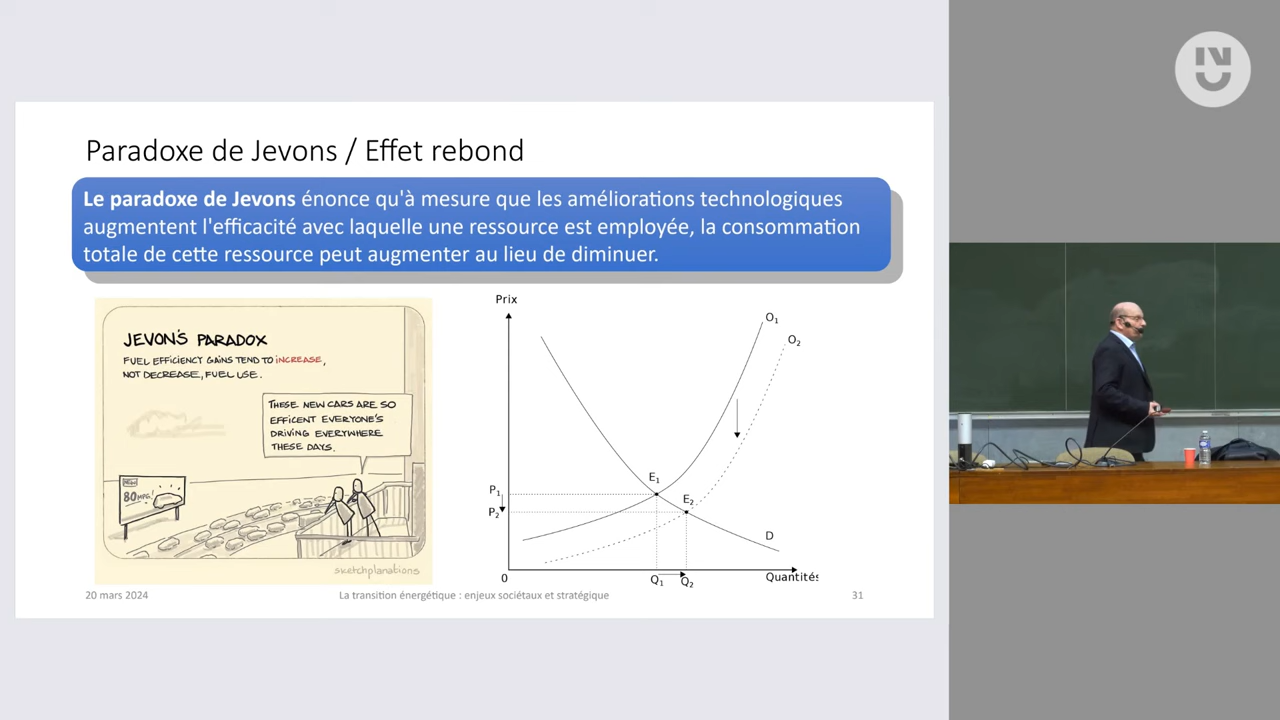 Paradoxe de Jevons / Effet rebond
Le paradoxe de Jevons énonce qu'à mesure que les améliorations technologiques
augmentent l'efficacité avec laquelle une ressource est employée, la consommation
totale de cette ressource peut augmenter au lieu de diminuer.
JEVON'S PARADOX
FUEL EFFICIENCY GAINS TEND TO INCREASE,
NOT DECREASE, FUEL USE.
THESE NEW CARS ARE SO
EFFICENT EVERYONE'S
DRIVING EVERYWHERE
THESE DAYS.
NEW!
80MPG
sketchplanations
Prix
O₁
O₂
E₁
P₁
E₂
P₂
D
0
Q₁
Q₂
Quantités
20 mars 2024
La transition énergétique : enjeux sociétaux et stratégique
31